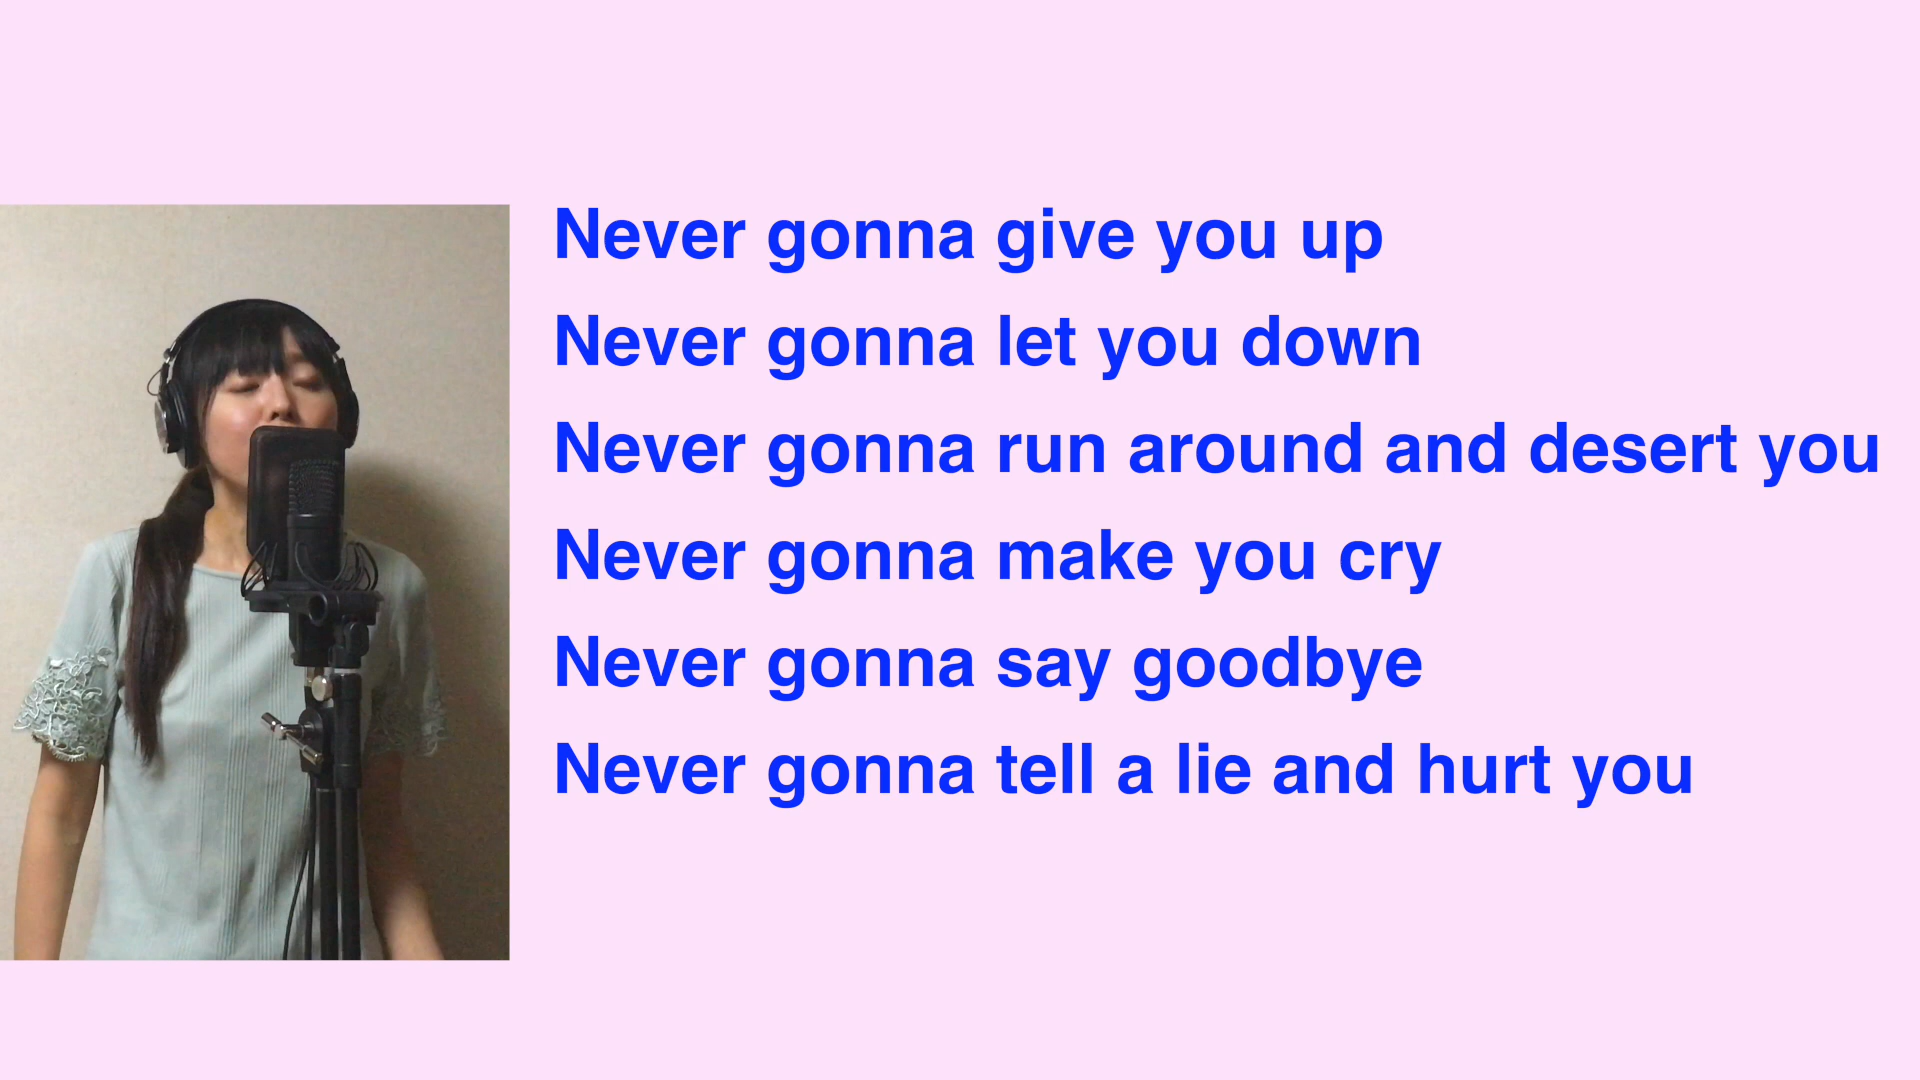 Never gonna give you up
Never gonna let you down
Never gonna run around and desert you
Never gonna make you cry
Never gonna say goodbye
Never gonna tell a lie and hurt you